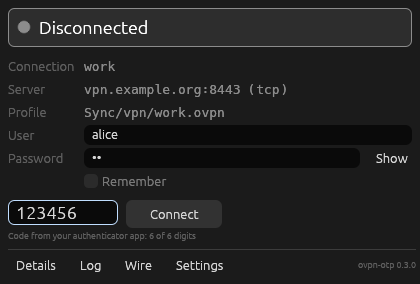 Disconnected
Connection work
Server vpn.example.org:8443 (tcp)
Profile Sync/vpn/work.ovpn
User alice
Password •• Show
Remember
123456 Connect
Code from your authenticator app: 6 of 6 digits
Details Log Wire Settings ovpn-otp 0.3.0